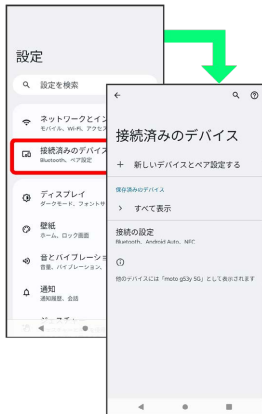 設定
設定を検索
ネットワークとイン
モバイル、Wi-Fi、アクセス
接続済みのデバイス
Bluetooth、ペア設定
ディスプレイ
ダークモード、フォントサ
壁紙
ホーム、ロック画面
音とバイブレーショ
音量、バイブレーション、
通知
通知履歴、会話
接続済みのデバイス
+ 新しいデバイスとペア設定する
保存済みのデバイス
すべて表示
接続の設定
Bluetooth、Android Auto、NFC
他のデバイスには「moto g53y 5G」として表示されます